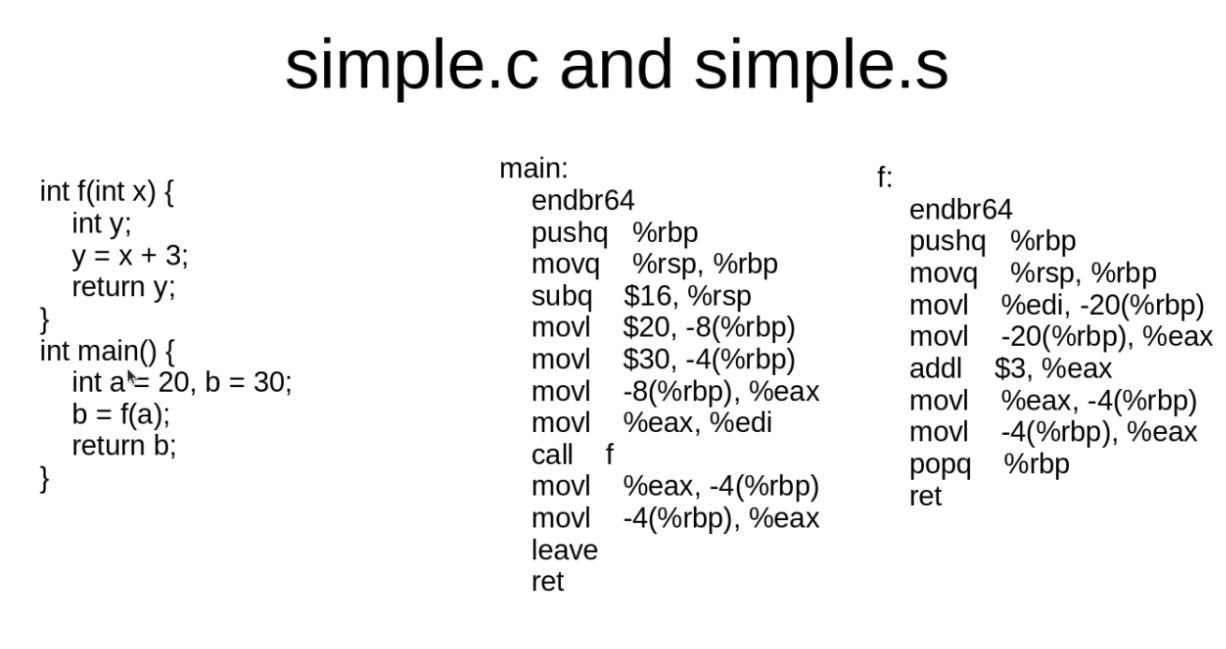 simple.c and simple.s
int f(int x) {
int y;
y = x + 3;
return y;
}
int main() {
int a = 20, b = 30;
b = f(a);
return b;
}
main:
endbr64
pushq %rbp
movq %rsp, %rbp
subq $16, %rsp
movl $20, -8(%rbp)
movl $30, -4(%rbp)
movl -8(%rbp), %eax
movl %eax, %edi
call f
movl %eax, -4(%rbp)
movl -4(%rbp), %eax
leave
ret
f:
endbr64
pushq %rbp
movq %rsp, %rbp
movl %edi, -20(%rbp)
movl -20(%rbp), %eax
addl $3, %eax
movl %eax, -4(%rbp)
movl -4(%rbp), %eax
popq %rbp
ret